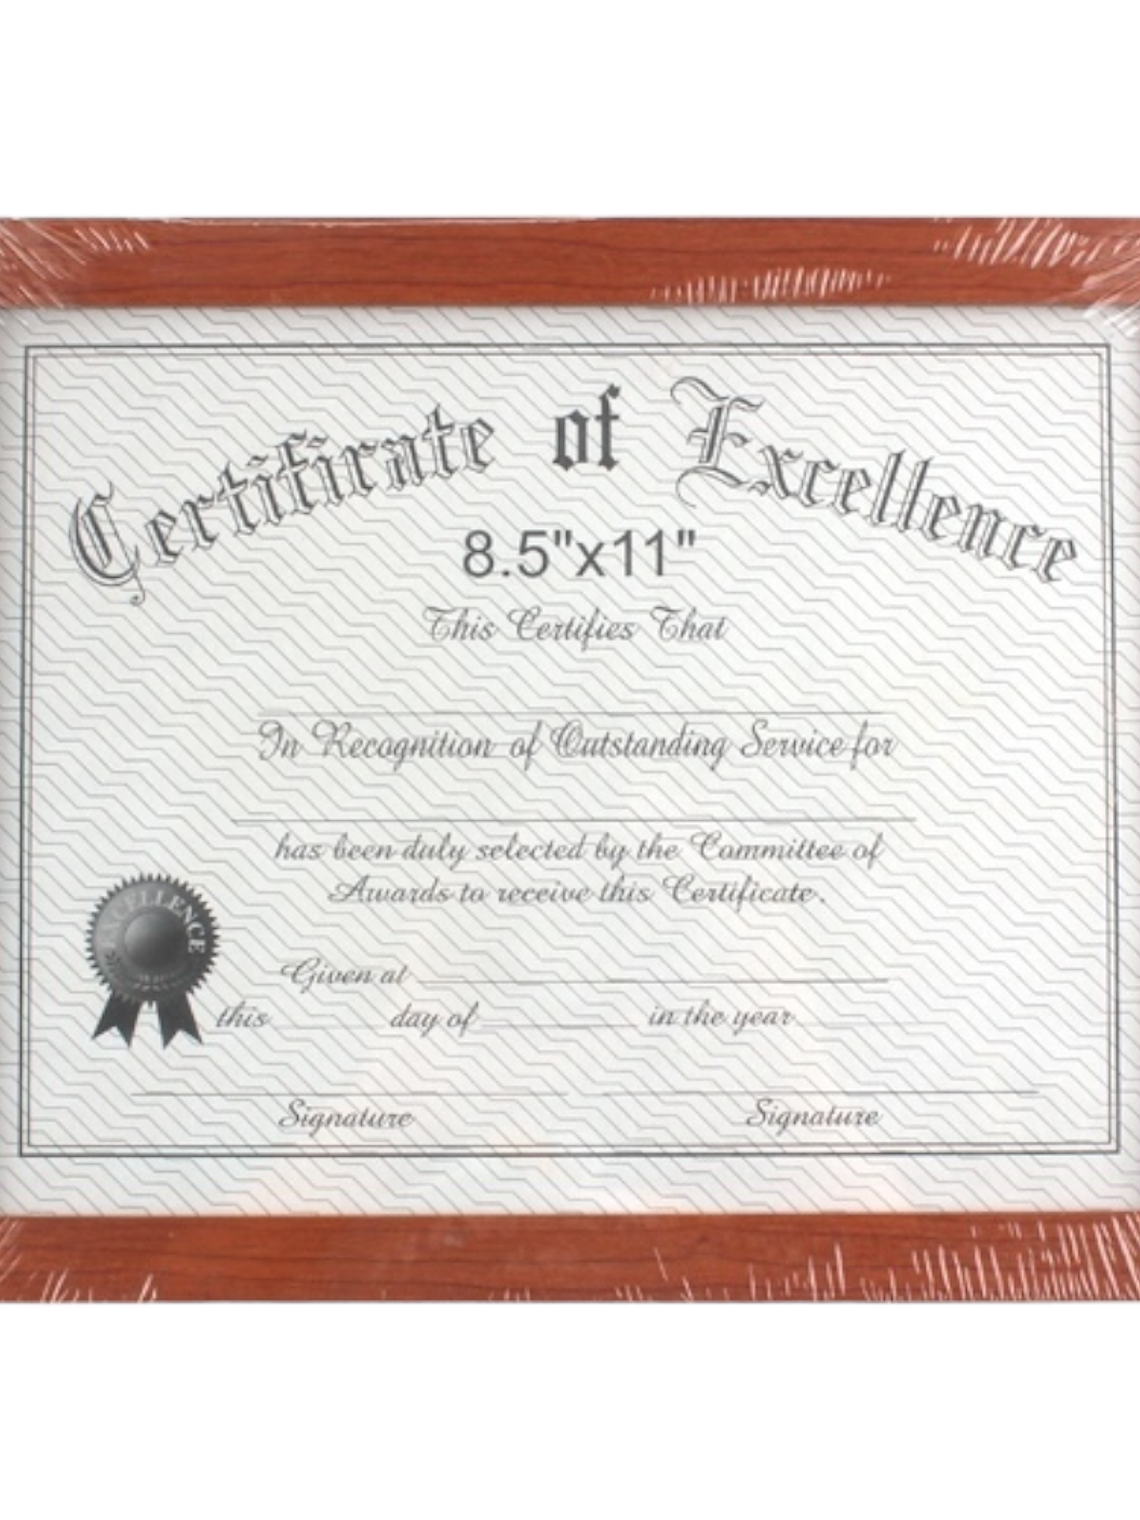 Certificate of Excellence
8.5"x11"
This Certifies That
In Recognition of Outstanding Service for
has been duly selected by the Committee of
Awards to receive this Certificate.
EXCELLENCE
Given at
this day of in the year
Signature Signature